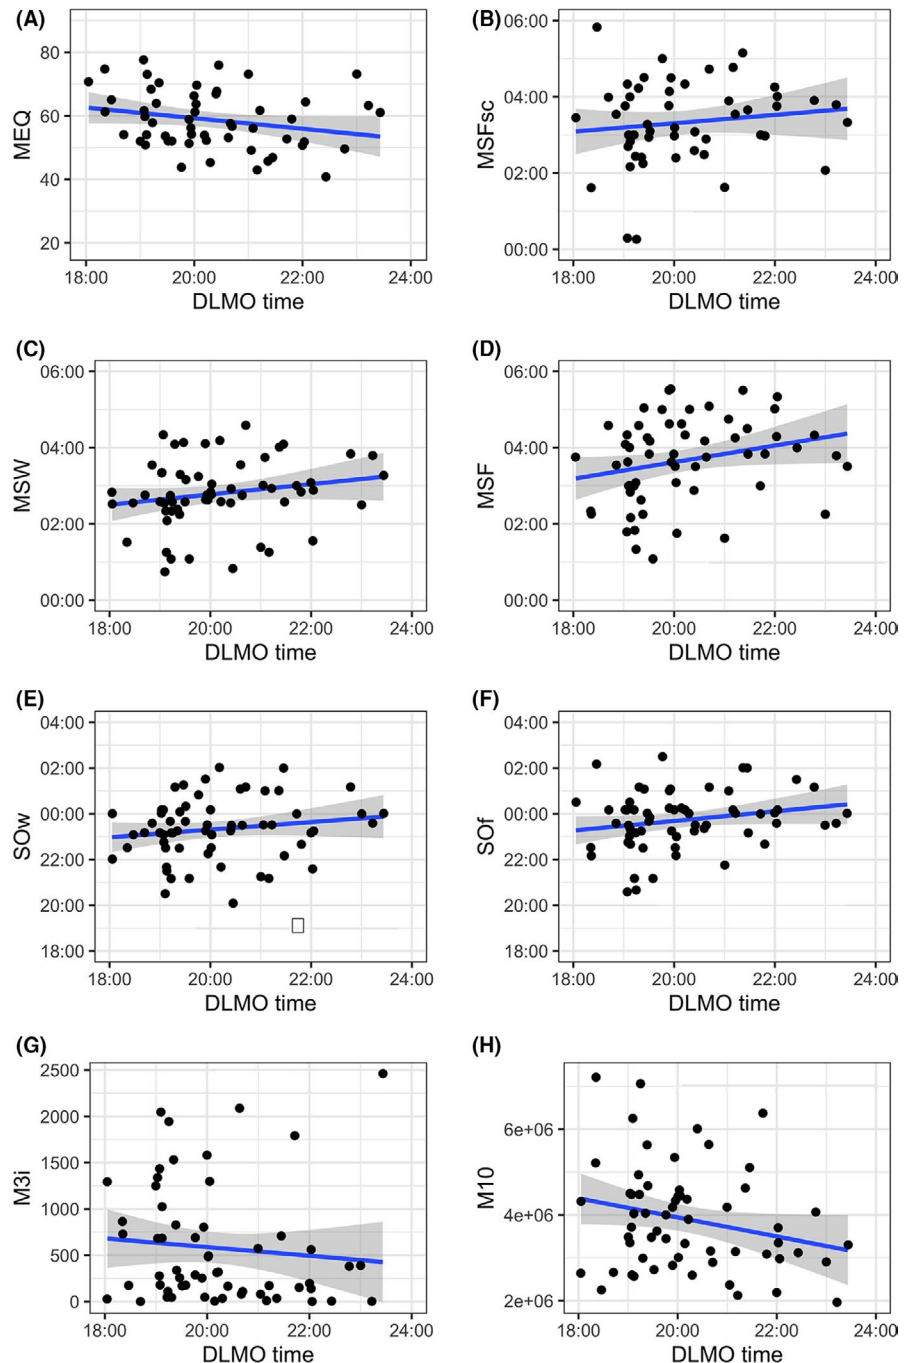 (A)
MEQ
80
60
40
20
18:00 20:00 22:00 24:00
DLMO time
(B)
MSFsc
06:00
04:00
02:00
00:00
18:00 20:00 22:00 24:00
DLMO time
(C)
MSW
06:00
04:00
02:00
00:00
18:00 20:00 22:00 24:00
DLMO time
(D)
MSF
06:00
04:00
02:00
00:00
18:00 20:00 22:00 24:00
DLMO time
(E)
SOw
04:00
02:00
00:00
22:00
20:00
18:00
18:00 20:00 22:00 24:00
DLMO time
(F)
SOf
04:00
02:00
00:00
22:00
20:00
18:00
18:00 20:00 22:00 24:00
DLMO time
(G)
M3i
2500
2000
1500
1000
500
0
18:00 20:00 22:00 24:00
DLMO time
(H)
M10
6e+06
4e+06
2e+06
18:00 20:00 22:00 24:00
DLMO time